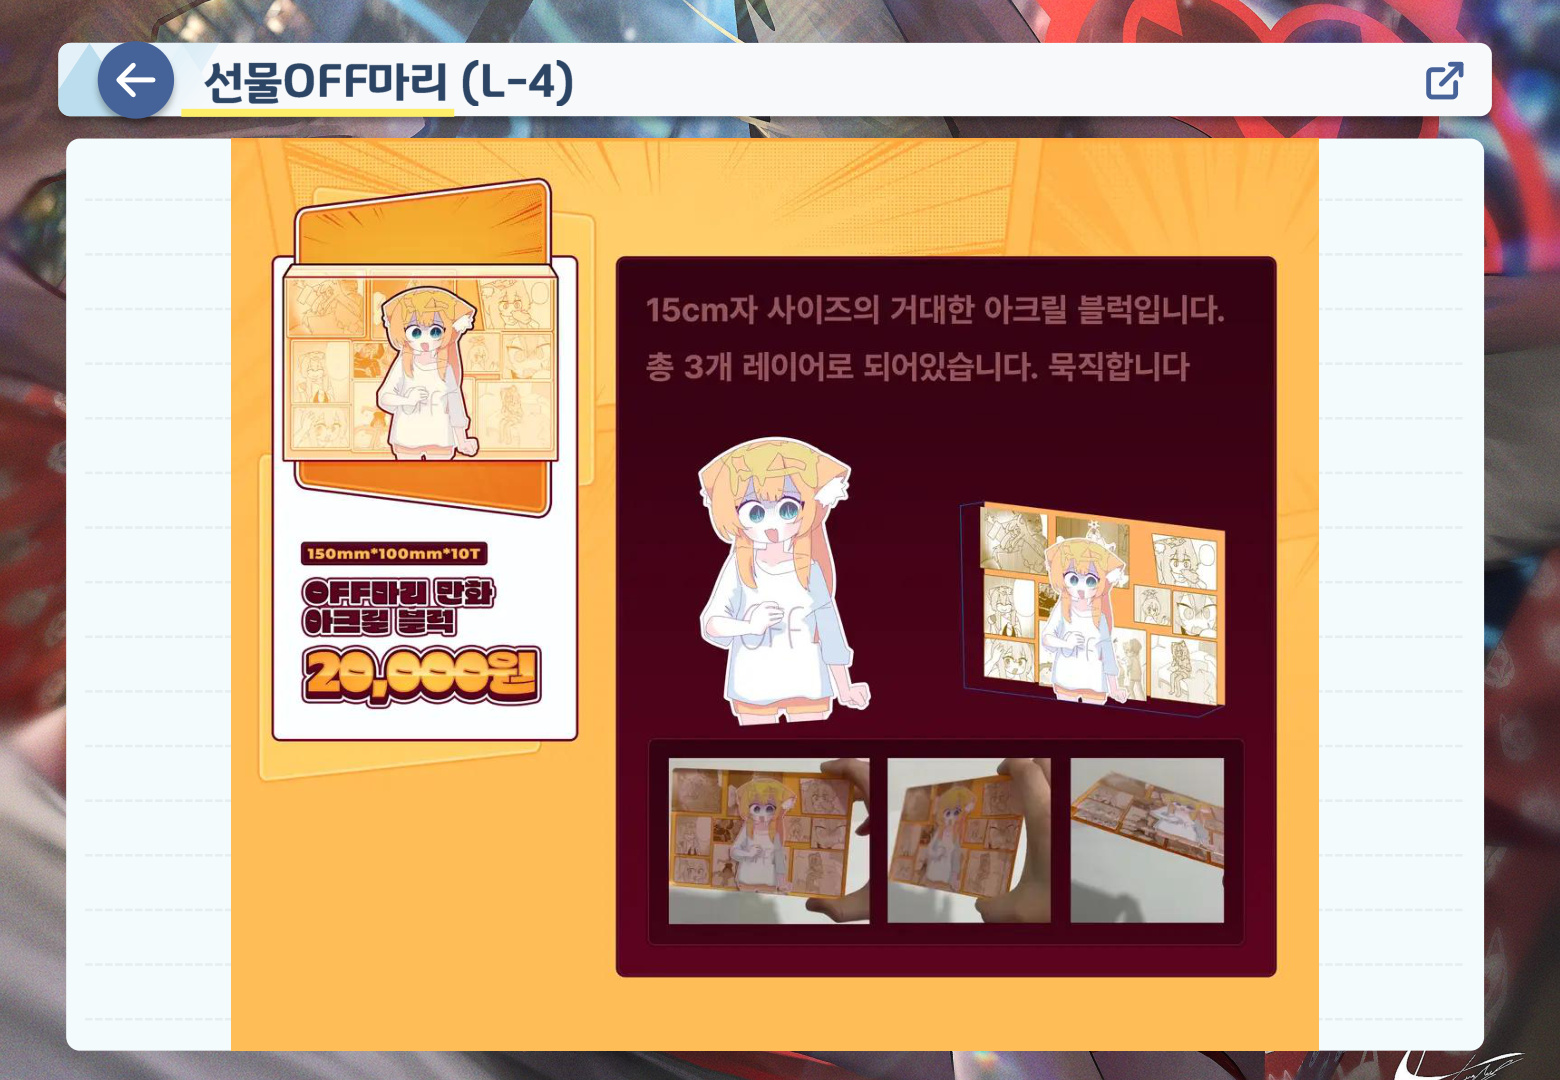 선물OFF마리 (L-4)
15cm자 사이즈의 거대한 아크릴 블럭입니다.
총 3개 레이어로 되어있습니다. 묵직합니다
150mm*100mm*10T
OFF마리 만화
아크릴 블럭
20,000원
OFF